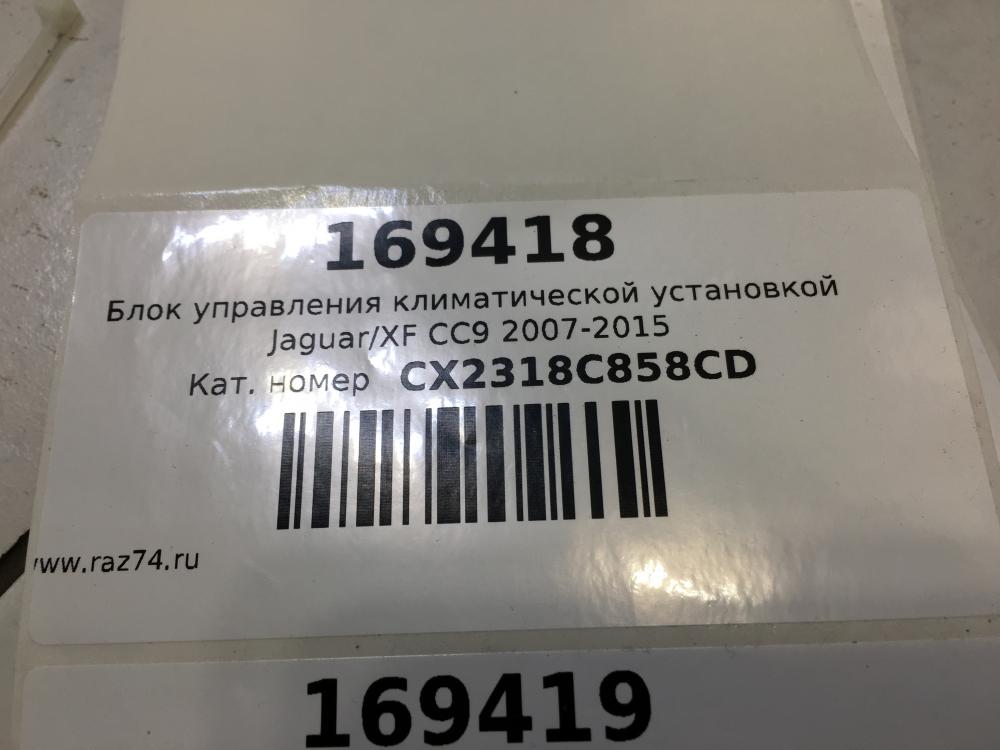 169418
Блок управления климатической установкой
Jaguar/XF CC9 2007-2015
Кат. номер CX2318C858CD
www.raz74.ru
169419